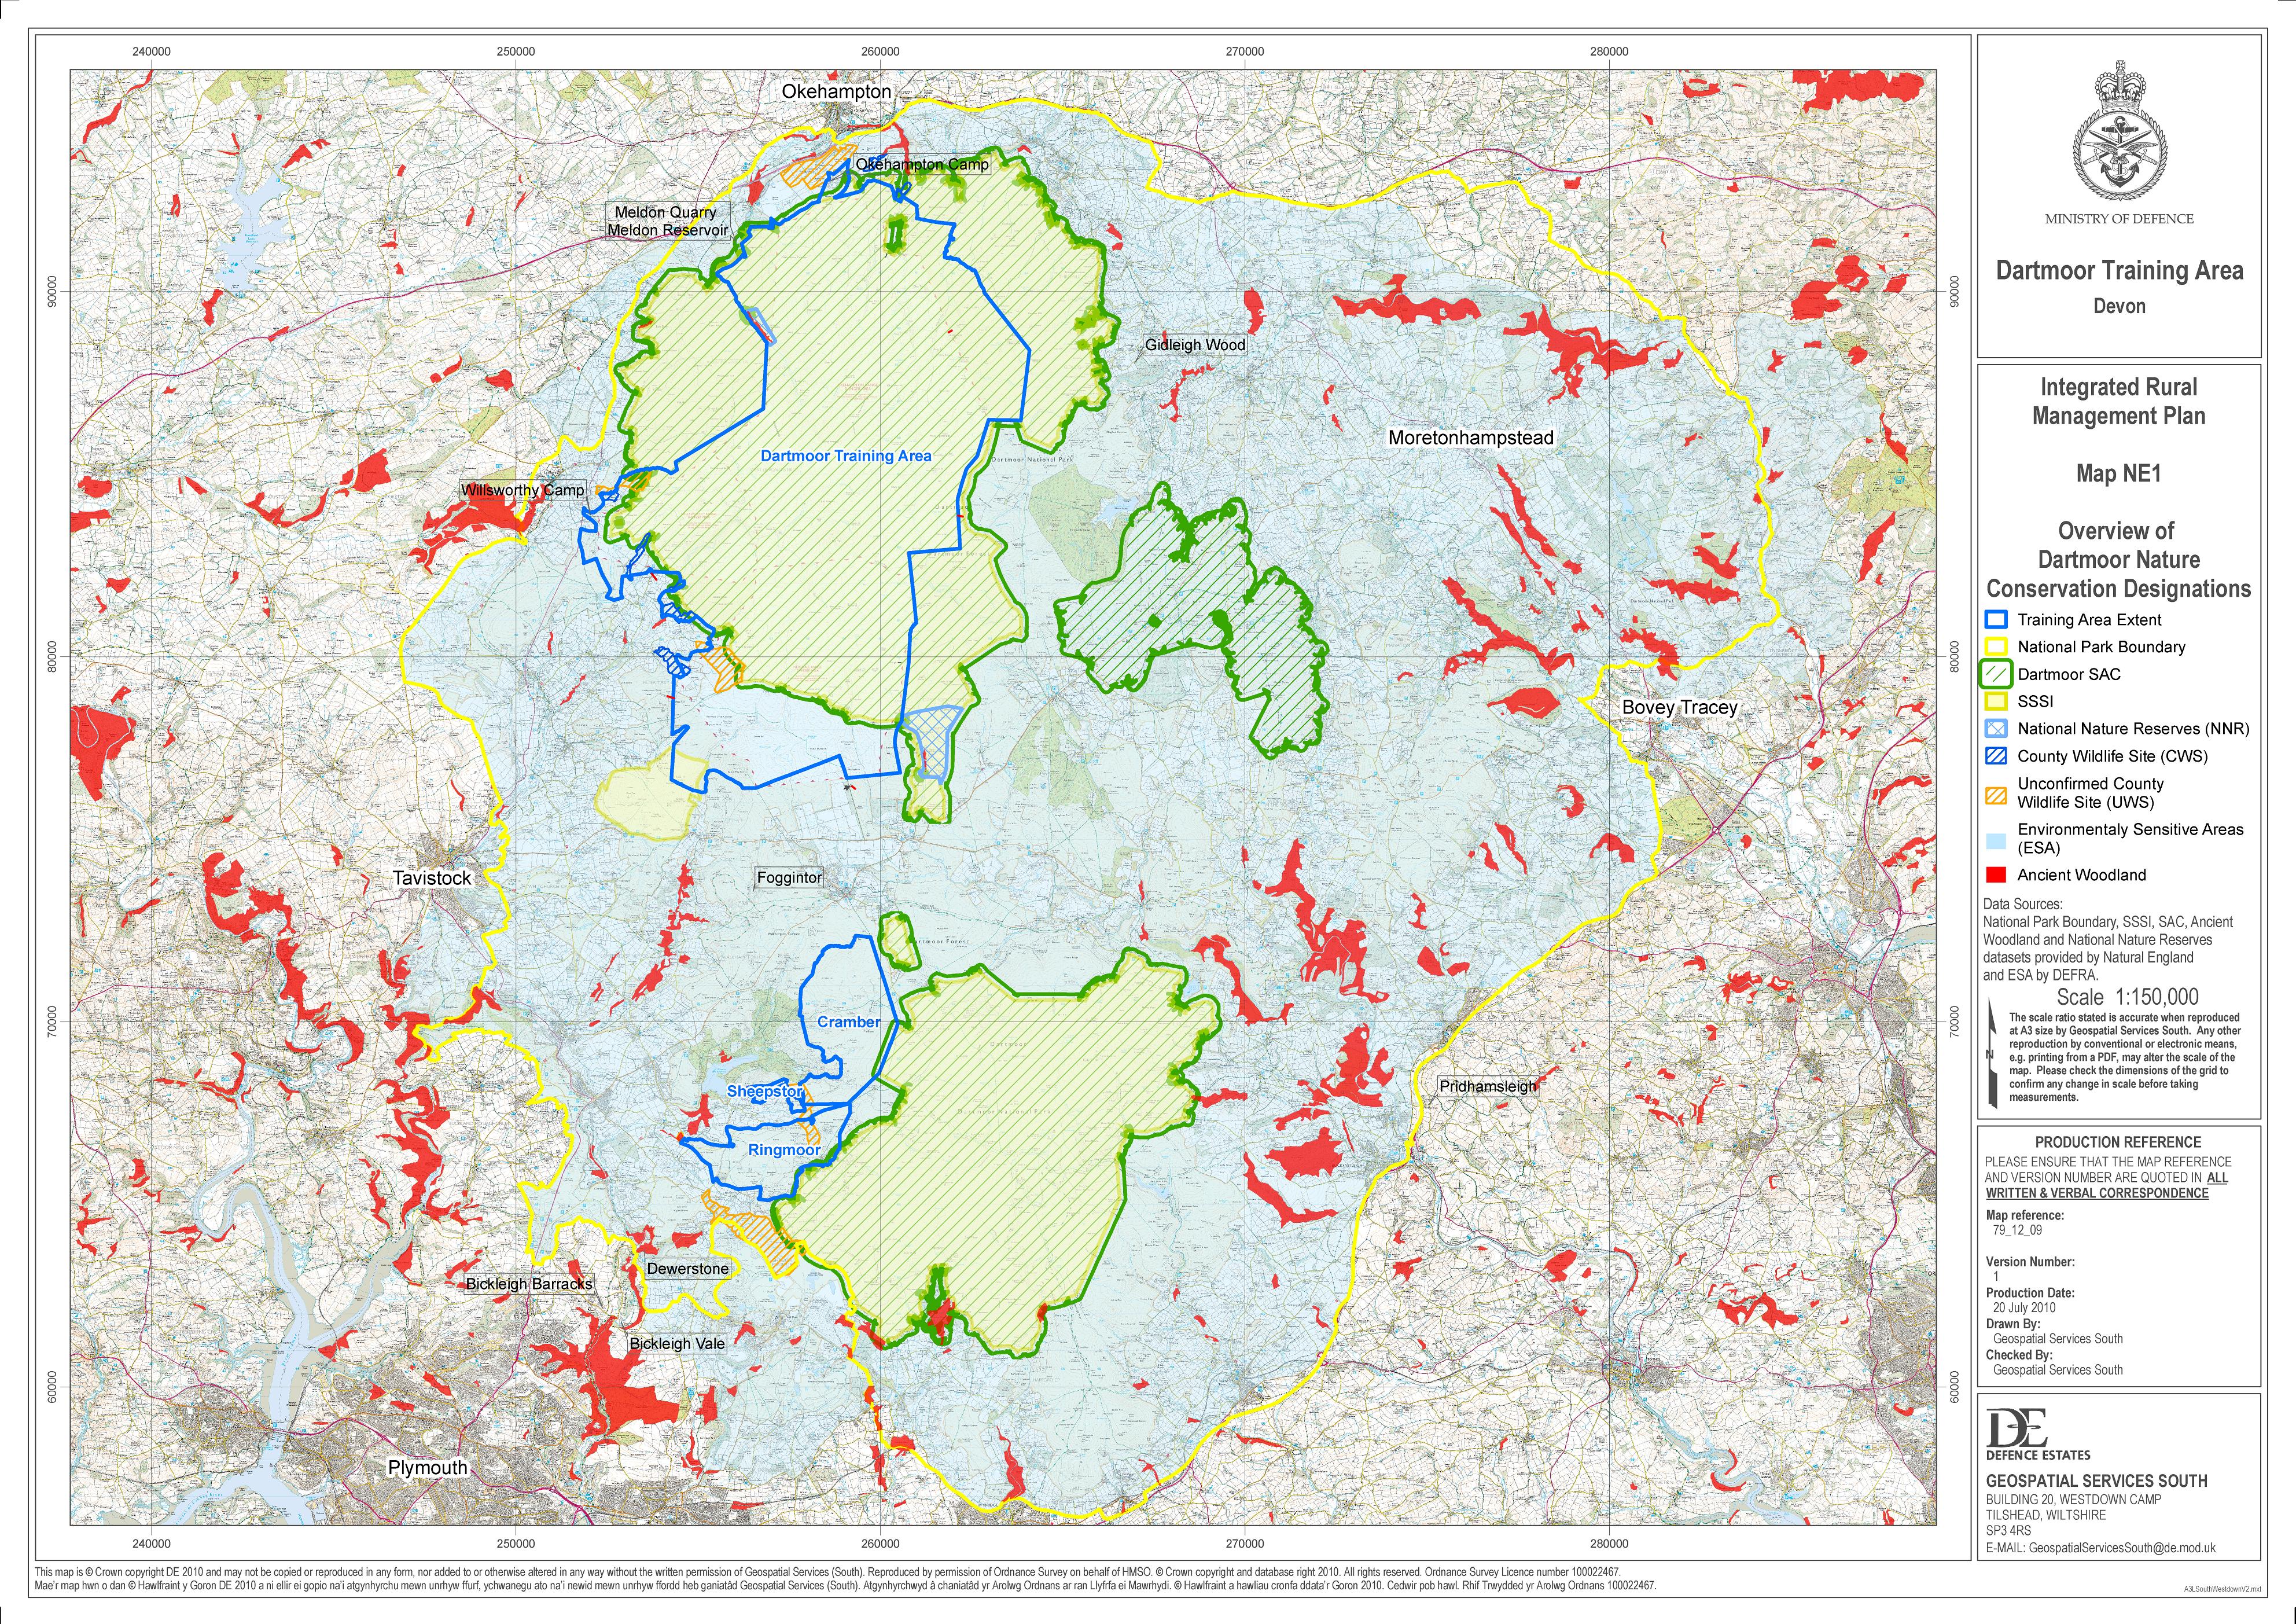 240000
250000
260000
270000
280000
90000
80000
70000
60000
90000
80000
70000
60000
Okehampton
Okehampton Camp
Meldon Quarry
Meldon Reservoir
Gidleigh Wood
Moretonhampstead
Dartmoor Training Area
Dartmoor National Park
Willsworthy Camp
Bovey Tracey
Tavistock
Foggintor
Cramber
Sheepstor
Pridhamsleigh
Ringmoor
Dewerstone
Bickleigh Barracks
Bickleigh Vale
Plymouth
240000
250000
260000
270000
280000
MINISTRY OF DEFENCE
Dartmoor Training Area
Devon
Integrated Rural
Management Plan
Map NE1
Overview of
Dartmoor Nature
Conservation Designations
Training Area Extent
National Park Boundary
Dartmoor SAC
SSSI
National Nature Reserves (NNR)
County Wildlife Site (CWS)
Unconfirmed County
Wildlife Site (UWS)
Environmentaly Sensitive Areas
(ESA)
Ancient Woodland
Data Sources:
National Park Boundary, SSSI, SAC, Ancient
Woodland and National Nature Reserves
datasets provided by Natural England
and ESA by DEFRA.
Scale 1:150,000
The scale ratio stated is accurate when reproduced
at A3 size by Geospatial Services South. Any other
reproduction by conventional or electronic means,
e.g. printing from a PDF, may alter the scale of the
map. Please check the dimensions of the grid to
confirm any change in scale before taking
measurements.
N
PRODUCTION REFERENCE
PLEASE ENSURE THAT THE MAP REFERENCE
AND VERSION NUMBER ARE QUOTED IN ALL
WRITTEN & VERBAL CORRESPONDENCE
Map reference:
79_12_09
Version Number:
1
Production Date:
20 July 2010
Drawn By:
Geospatial Services South
Checked By:
Geospatial Services South
DE
DEFENCE ESTATES
GEOSPATIAL SERVICES SOUTH
BUILDING 20, WESTDOWN CAMP
TILSHEAD, WILTSHIRE
SP3 4RS
E-MAIL: GeospatialServicesSouth@de.mod.uk
This map is © Crown copyright DE 2010 and may not be copied or reproduced in any form, nor added to or otherwise altered in any way without the written permission of Geospatial Services (South). Reproduced by permission of Ordnance Survey on behalf of HMSO. © Crown copyright and database right 2010. All rights reserved. Ordnance Survey Licence number 100022467.
Mae'r map hwn o dan © Hawlfraint y Goron DE 2010 a ni ellir ei gopio na'i atgynhyrchu mewn unrhyw ffurf, ychwanegu ato na'i newid mewn unrhyw ffordd heb ganiatâd Geospatial Services (South). Atgynhyrchwyd â chaniatâd yr Arolwg Ordnans ar ran Llyfrfa ei Mawrhydi. © Hawlfraint a hawliau cronfa ddata'r Goron 2010. Cedwir pob hawl. Rhif Trwydded yr Arolwg Ordnans 100022467.
A3LSouthWestdownV2.mxt